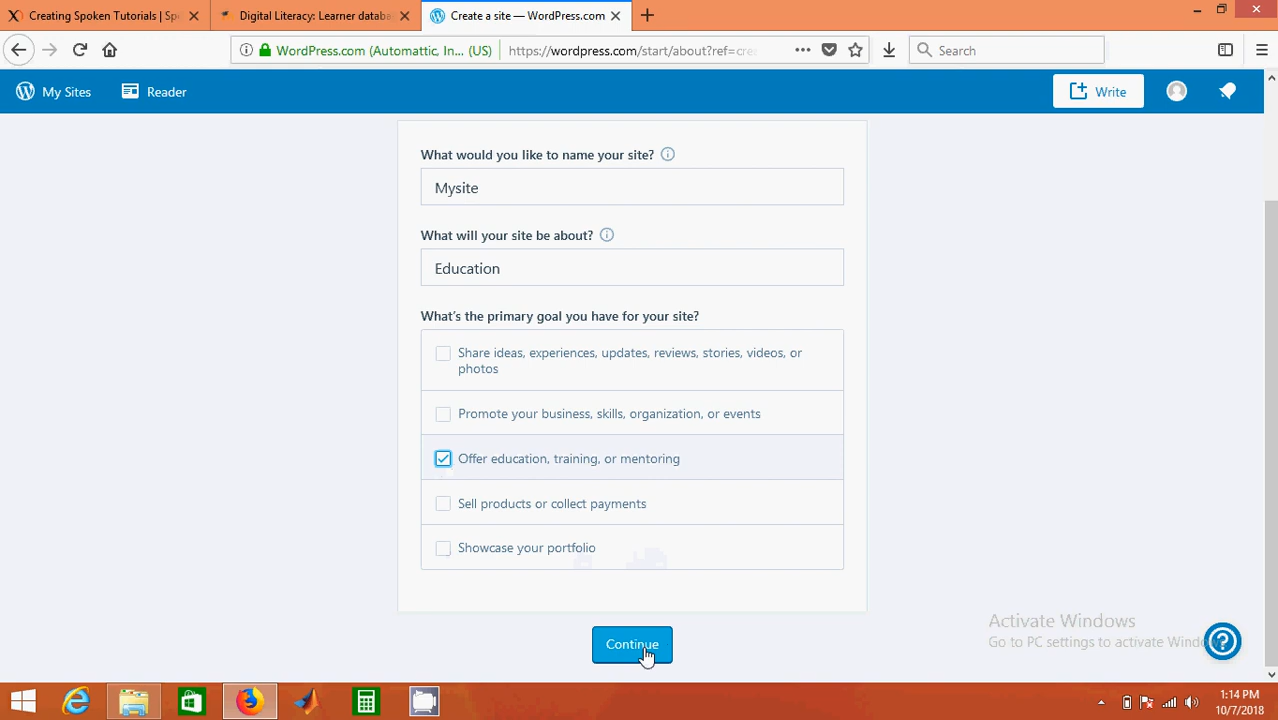 Creating Spoken Tutorials | Sp
Digital Literacy: Learner databa
Create a site — WordPress.com
WordPress.com (Automattic, In... (US)
https://wordpress.com/start/about?ref=cre
Search
My Sites
Reader
Write
What would you like to name your site?
Mysite
What will your site be about?
Education
What's the primary goal you have for your site?
Share ideas, experiences, updates, reviews, stories, videos, or
photos
Promote your business, skills, organization, or events
Offer education, training, or mentoring
Sell products or collect payments
Showcase your portfolio
Continue
Activate Windows
Go to PC settings to activate Windo
1:14 PM
10/7/2018